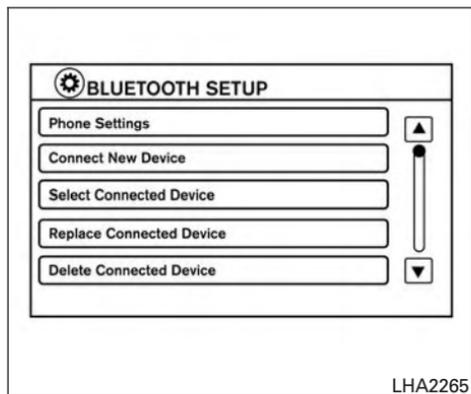 BLUETOOTH SETUP
Phone Settings
Connect New Device
Select Connected Device
Replace Connected Device
Delete Connected Device
LHA2265